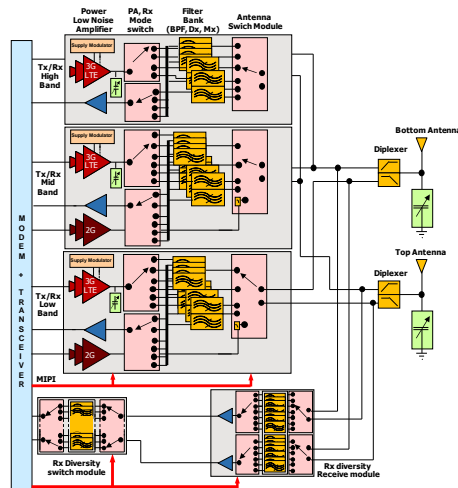 Power
Low Noise
Amplifier
PA, Rx
Mode
switch
Filter
Bank
(BPF, Dx, Mx)
Antenna
Swich Module
Supply Modulator
Tx/Rx
High
Band
3G
LTE
Supply Modulator
Tx/Rx
Mid
Band
3G
LTE
2G
Supply Modulator
Tx/Rx
Low
Band
3G
LTE
2G
MIPI
MODEM + TRANSCEIVER
Bottom Antenna
Diplexer
Top Antenna
Diplexer
Rx Diversity
switch module
Rx diversity
Receive module